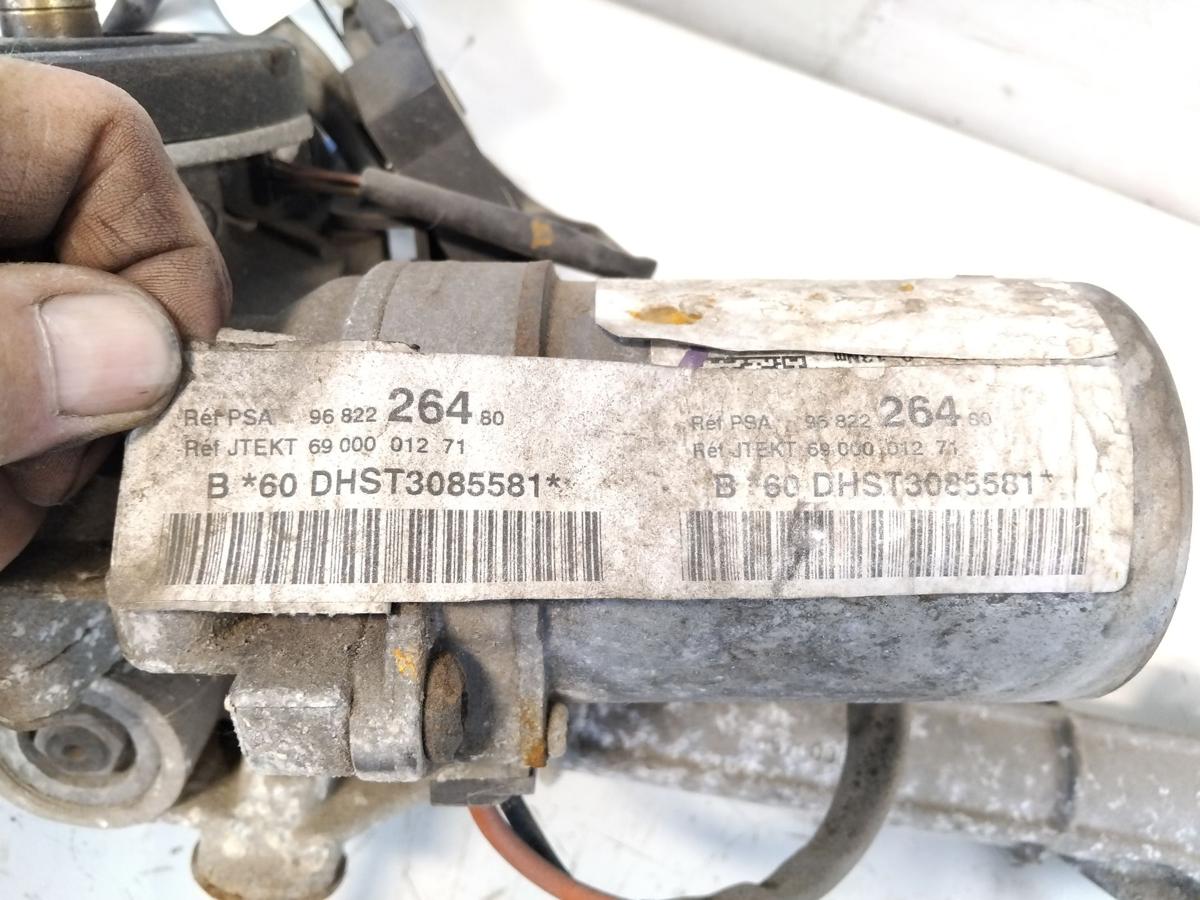 Réf PSA 96 822 264 80
Réf JTEKT 69 000 012 71
B *60 DHST3085581*
Réf PSA 96 822 264 80
Réf JTEKT 69 000 012 71
B *60 DHST3085581*